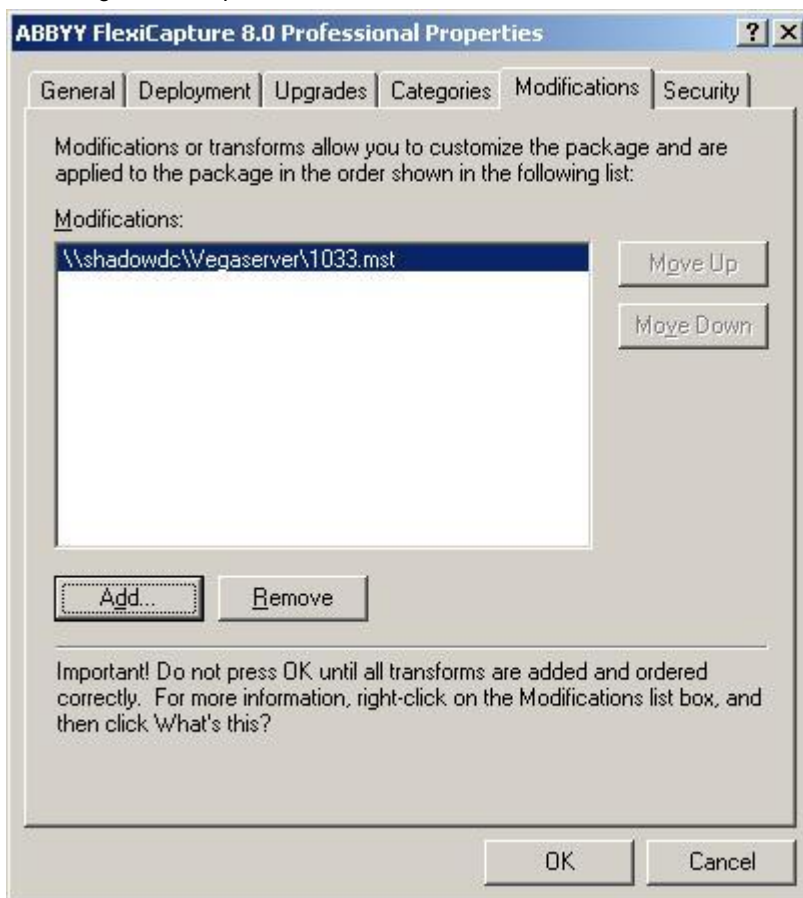 ABBYY FlexiCapture 8.0 Professional Properties
General Deployment Upgrades Categories Modifications Security
Modifications or transforms allow you to customize the package and are
applied to the package in the order shown in the following list:
Modifications:
\\shadowdc\Vegaserver\1033.mst
Move Up
Move Down
Add... Remove
Important! Do not press OK until all transforms are added and ordered
correctly. For more information, right-click on the Modifications list box, and
then click What's this?
OK Cancel